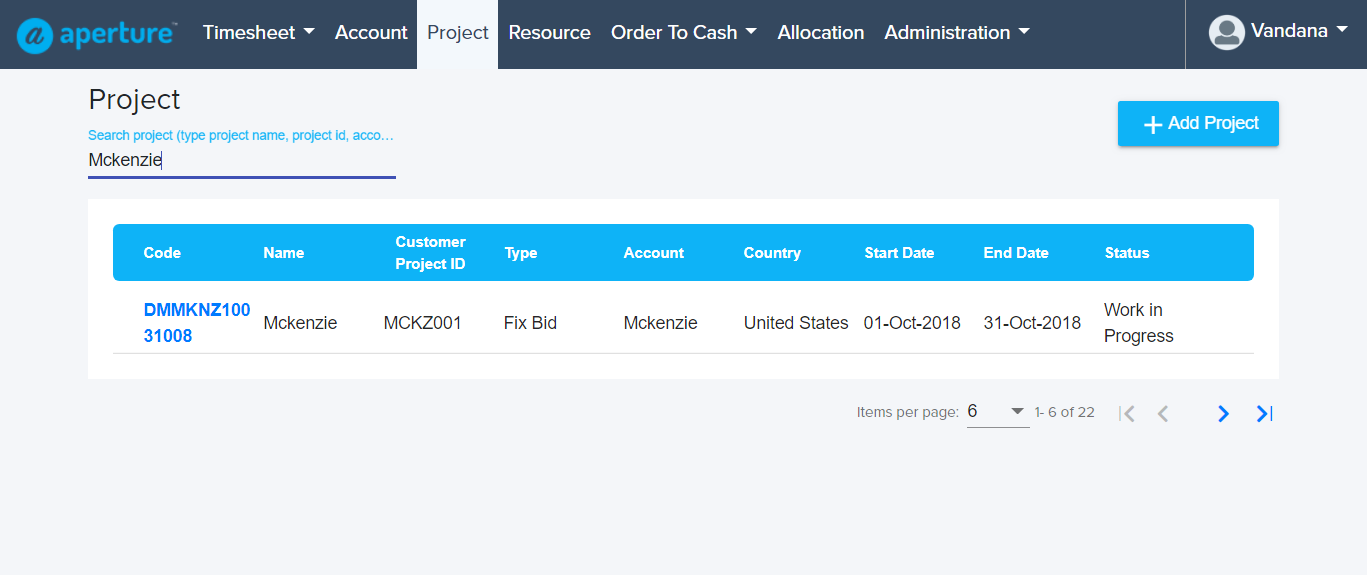 aperture™ Timesheet Account Project Resource Order To Cash Allocation Administration Vandana
Project
Search project (type project name, project id, acco...
Mckenzie
+ Add Project
Code Name Customer Project ID Type Account Country Start Date End Date Status
DMMKNZ100
31008
Mckenzie MCKZ001 Fix Bid Mckenzie United States 01-Oct-2018 31-Oct-2018
Work in
Progress
Items per page: 6 1- 6 of 22